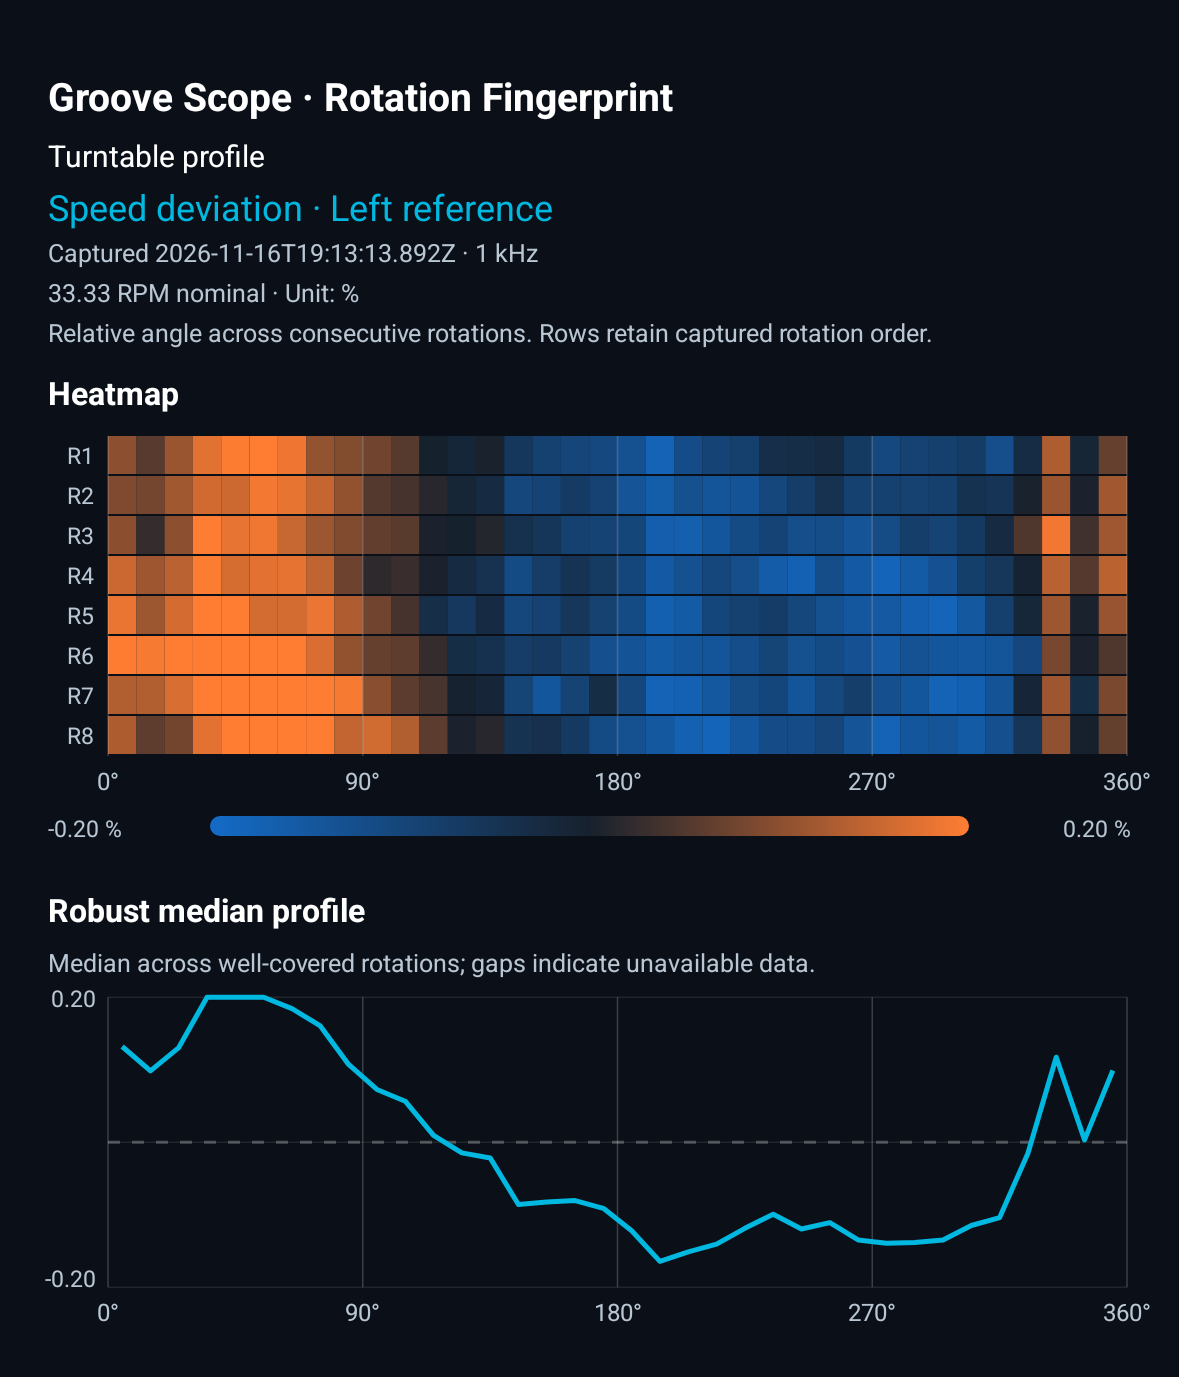 Groove Scope · Rotation Fingerprint
Turntable profile
Speed deviation · Left reference
Captured 2026-11-16T19:13:13.892Z · 1 kHz
33.33 RPM nominal · Unit: %
Relative angle across consecutive rotations. Rows retain captured rotation order.
Heatmap
R1
R2
R3
R4
R5
R6
R7
R8
0° 90° 180° 270° 360°
-0.20 % 0.20 %
Robust median profile
Median across well-covered rotations; gaps indicate unavailable data.
0.20
-0.20
0° 90° 180° 270° 360°